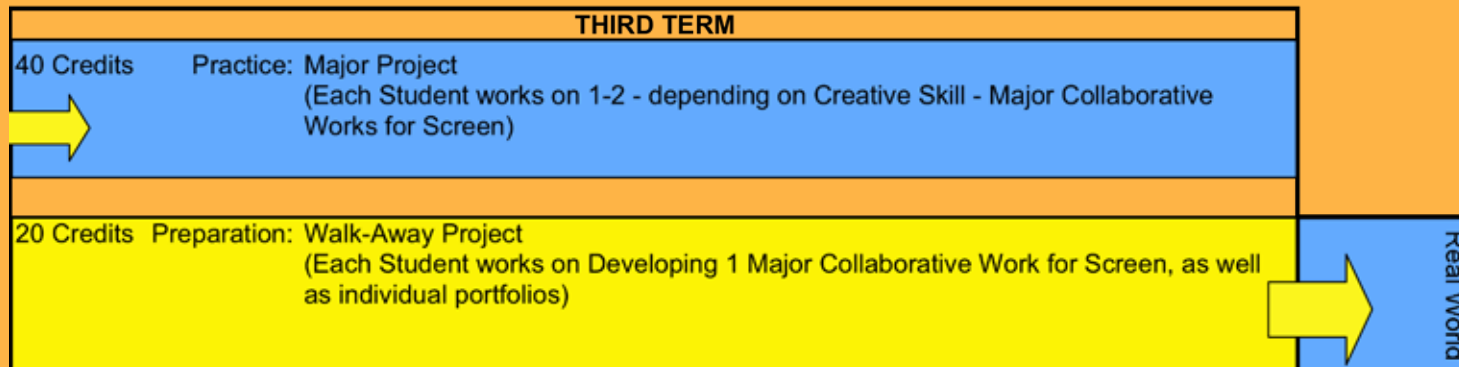 THIRD TERM
40 Credits Practice: Major Project
(Each Student works on 1-2 - depending on Creative Skill - Major Collaborative
Works for Screen)
20 Credits Preparation: Walk-Away Project
(Each Student works on Developing 1 Major Collaborative Work for Screen, as well
as individual portfolios)
Real World